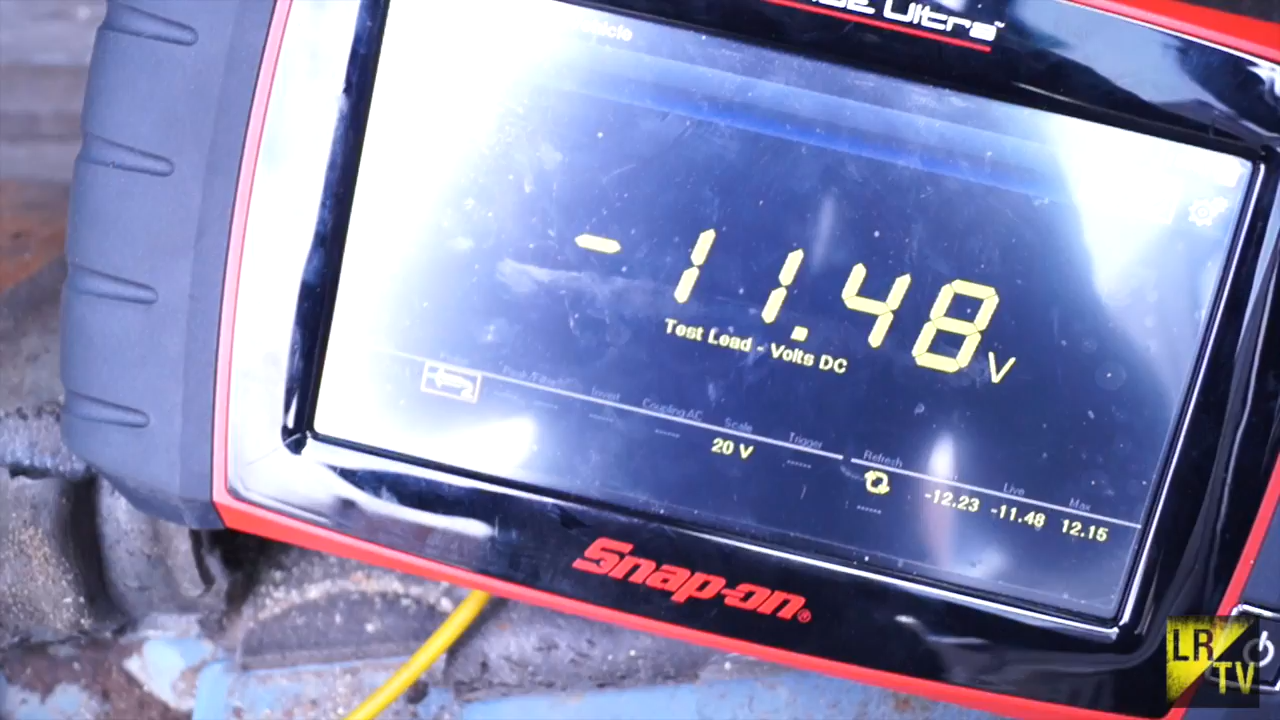 Ultra™
- 11.48 V
Test Lead - Volts DC
Invert
Coupling AC
Scale
Trigger
20 V
Refresh
Live
Max
-12.23
-11.48
12.15
Snap-on®
LR
TV